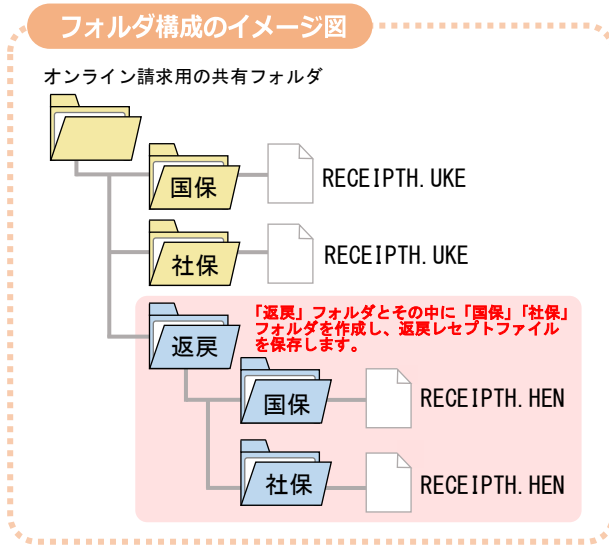 フォルダ構成のイメージ図
オンライン請求用の共有フォルダ
国保
RECEIPTH.UKE
社保
RECEIPTH.UKE
返戻
「返戻」フォルダとその中に「国保」「社保」
フォルダを作成し、返戻レセプトファイル
を保存します。
国保
RECEIPTH.HEN
社保
RECEIPTH.HEN